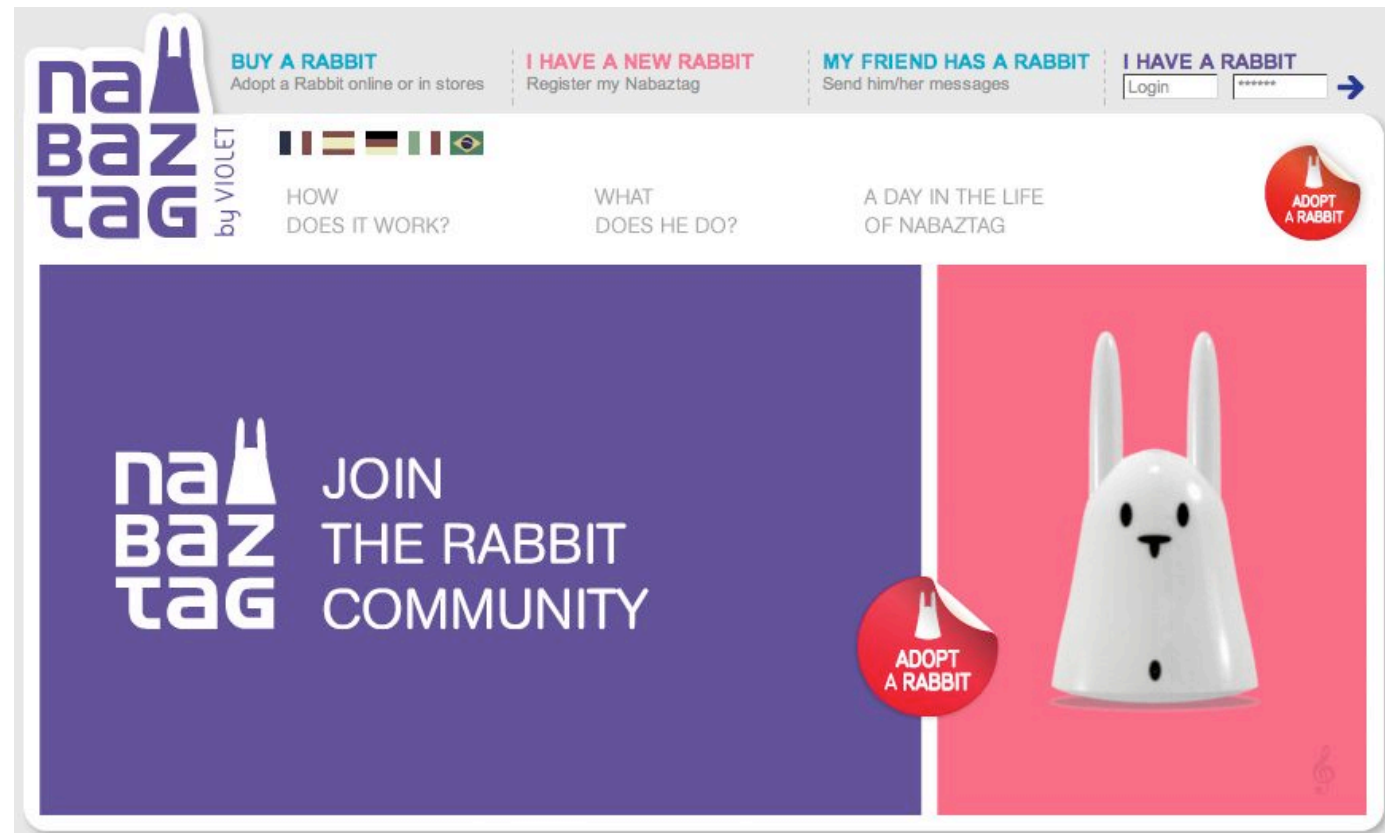 na
Baz
taG
by VIOLET
BUY A RABBIT
Adopt a Rabbit online or in stores
I HAVE A NEW RABBIT
Register my Nabaztag
MY FRIEND HAS A RABBIT
Send him/her messages
I HAVE A RABBIT
Login
******
HOW
DOES IT WORK?
WHAT
DOES HE DO?
A DAY IN THE LIFE
OF NABAZTAG
ADOPT
A RABBIT
na
Baz
taG
JOIN
THE RABBIT
COMMUNITY
ADOPT
A RABBIT